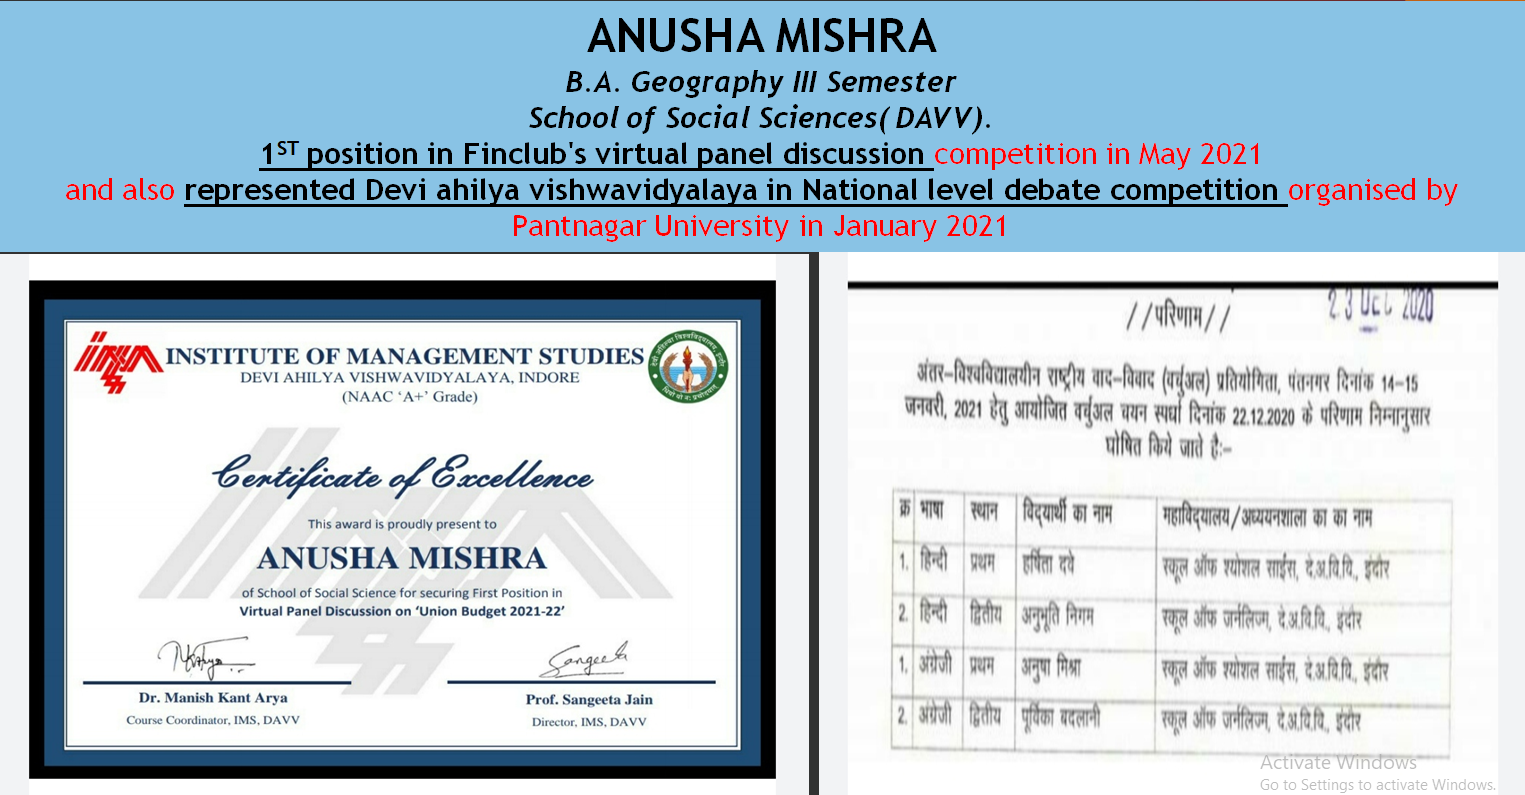 ANUSHA MISHRA
B.A. Geography III Semester
School of Social Sciences( DAVV).
1ST position in Finclub's virtual panel discussion competition in May 2021
and also represented Devi ahilya vishwavidyalaya in National level debate competition organised by
Pantnagar University in January 2021
INSTITUTE OF MANAGEMENT STUDIES
DEVI AHILYA VISHWAVIDYALAYA, INDORE
(NAAC ‘A+’ Grade)
Certificate of Excellence
This award is proudly present to
ANUSHA MISHRA
of School of Social Science for securing First Position in
Virtual Panel Discussion on ‘Union Budget 2021-22’
Sangeeta
Dr. Manish Kant Arya
Course Coordinator, IMS, DAVV
Prof. Sangeeta Jain
Director, IMS, DAVV
//परिणाम//
23 DEC 2020
अंतर-विश्वविद्यालयीन राष्ट्रीय वाद-विवाद (वर्चुअल) प्रतियोगिता, पंतनगर दिनांक 14-15
जनवरी, 2021 हेतु आयोजित वर्चुअल चयन स्पर्धा दिनांक 22.12.2020 के परिणाम निम्नानुसार
घोषित किये जाते है:-
क्र भाषा स्थान विद्यार्थी का नाम महाविद्यालय/अध्ययनशाला का का नाम
1. हिन्दी प्रथम हर्षिता दवे स्कूल ऑफ श्योशल साईंस, दे.अ.वि.वि., इंदौर
2. हिन्दी द्वितीय अनुभूति निगम स्कूल ऑफ जर्नलिज्म, दे.अ.वि.वि., इंदौर
1. अंग्रेजी प्रथम अनुषा मिश्रा स्कूल ऑफ श्योशल साईंस, दे.अ.वि.वि., इंदौर
2. अंग्रेजी द्वितीय पूर्विका बदलानी स्कूल ऑफ जर्नलिज्म, दे.अ.वि.वि., इंदौर
Activate Windows
Go to Settings to activate Windows.